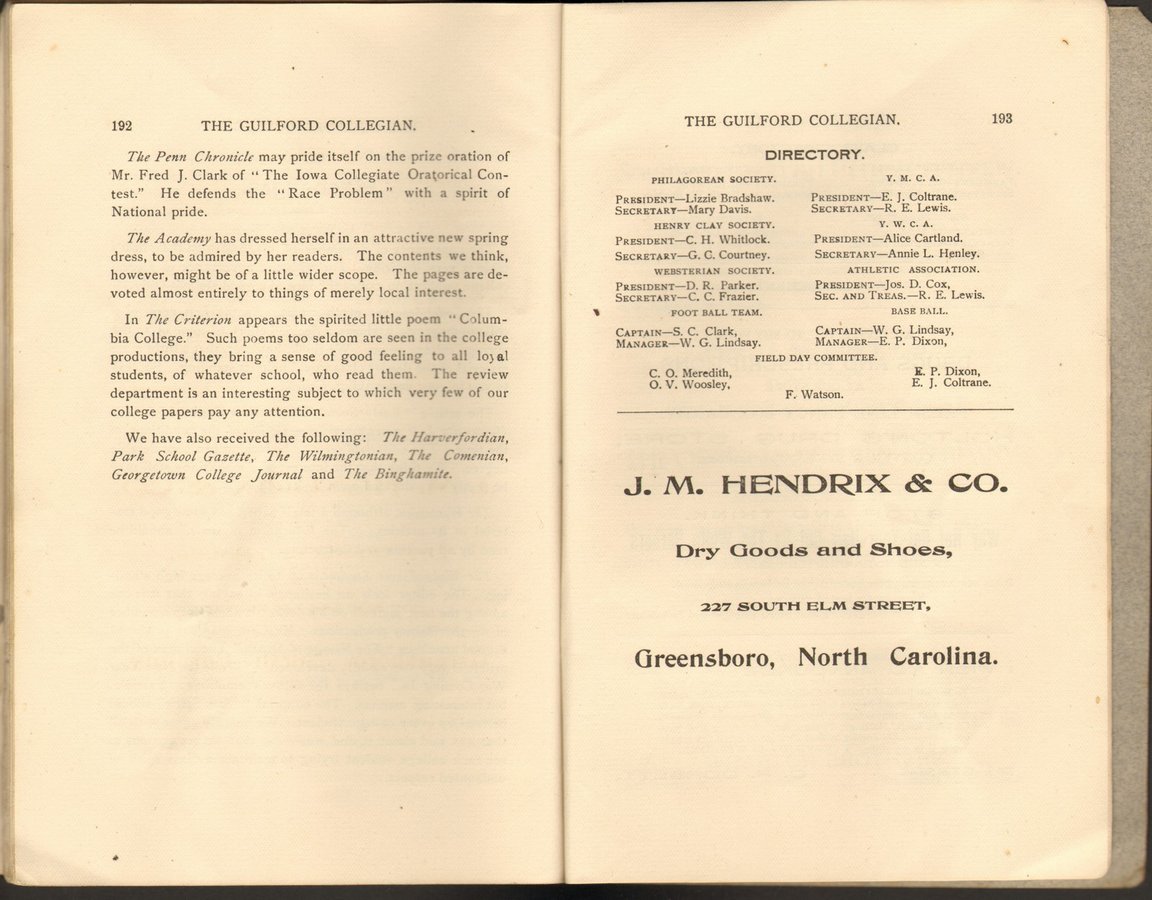 192 THE GUILFORD COLLEGIAN.
The Penn Chronicle may pride itself on the prize oration of
Mr. Fred J. Clark of "The Iowa Collegiate Oratorical Con-
test." He defends the "Race Problem" with a spirit of
National pride.
The Academy has dressed herself in an attractive new spring
dress, to be admired by her readers. The contents we think,
however, might be of a little wider scope. The pages are de-
voted almost entirely to things of merely local interest.
In The Criterion appears the spirited little poem "Colum-
bia College." Such poems too seldom are seen in the college
productions, they bring a sense of good feeling to all loyal
students, of whatever school, who read them. The review
department is an interesting subject to which very few of our
college papers pay any attention.
We have also received the following: The Harverfordian,
Park School Gazette, The Wilmingtonian, The Comenian,
Georgetown College Journal and The Binghamite.
THE GUILFORD COLLEGIAN. 193
DIRECTORY.
PHILAGOREAN SOCIETY. Y. M. C. A.
PRESIDENT—Lizzie Bradshaw. PRESIDENT—E. J. Coltrane.
SECRETARY—Mary Davis. SECRETARY—R. E. Lewis.
HENRY CLAY SOCIETY. Y. W. C. A.
PRESIDENT—C. H. Whitlock. PRESIDENT—Alice Cartland.
SECRETARY—G. C. Courtney. SECRETARY—Annie L. Henley.
WEBSTERIAN SOCIETY. ATHLETIC ASSOCIATION.
PRESIDENT—D. R. Parker. PRESIDENT—Jos. D. Cox,
SECRETARY—C. C. Frazier. SEC. AND TREAS.—R. E. Lewis.
FOOT BALL TEAM. BASE BALL.
CAPTAIN—S. C. Clark, CAPTAIN—W. G. Lindsay,
MANAGER—W. G. Lindsay. MANAGER—E. P. Dixon,
FIELD DAY COMMITTEE.
C. O. Meredith, E. P. Dixon,
O. V. Woosley, E. J. Coltrane.
F. Watson.
J. M. HENDRIX & CO.
Dry Goods and Shoes,
227 SOUTH ELM STREET,
Greensboro, North Carolina.